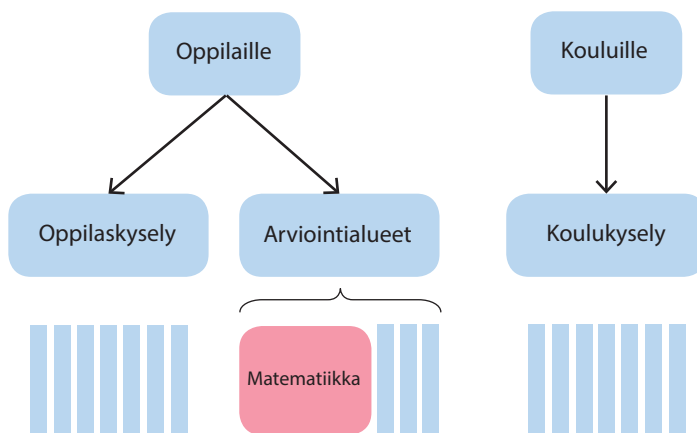 Oppilaille
Kouluille
Oppilaskysely
Arviointialueet
Koulukysely
Matematiikka